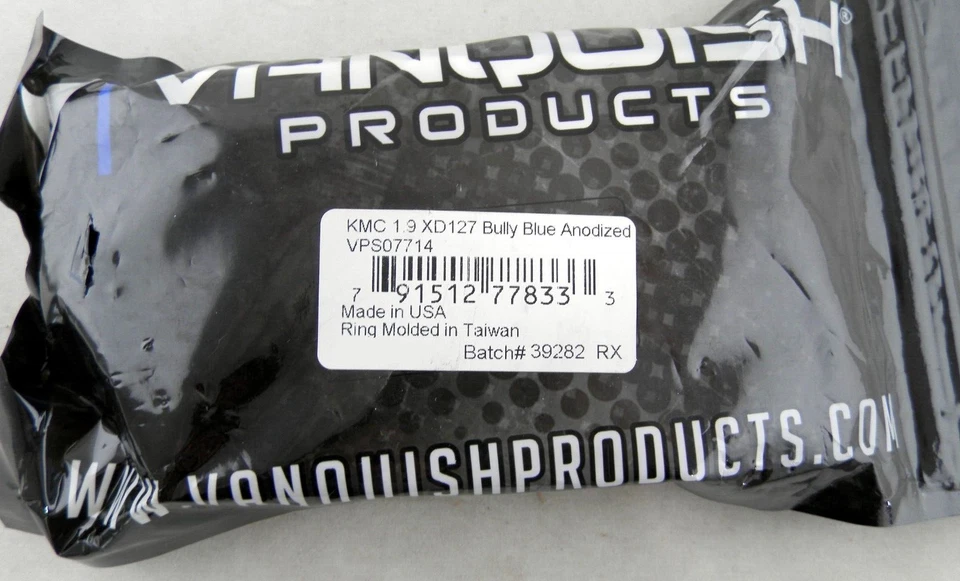 VANQUISH®
PRODUCTS
KMC 1.9 XD127 Bully Blue Anodized
VPS07714
7 91512 77833 3
Made in USA
Ring Molded in Taiwan
Batch# 39282 RX
WWW.VANQUISHPRODUCTS.COM